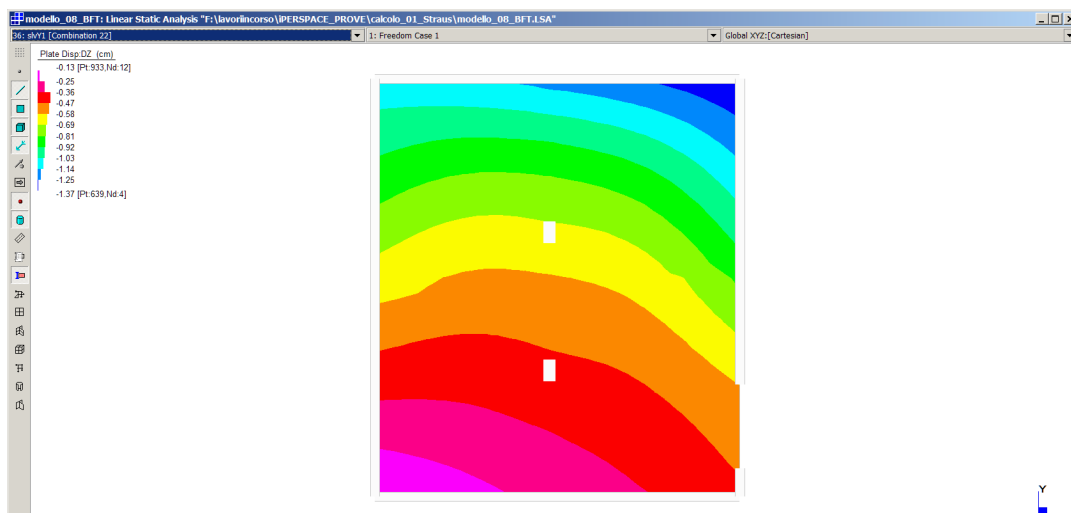 modello_08_BFT: Linear Static Analysis "F:\lavoriincorso\iPERSPACE_PROVE\calcolo_01_Straus\modello_08_BFT.LSA"
36: slvY1 [Combination 22]
1: Freedom Case 1
Global XYZ:[Cartesian]
Plate Disp:DZ (cm)
-0.13 [Pt:933,Nd:12]
-0.25
-0.36
-0.47
-0.58
-0.69
-0.81
-0.92
-1.03
-1.14
-1.25
-1.37 [Pt:639,Nd:4]
Y